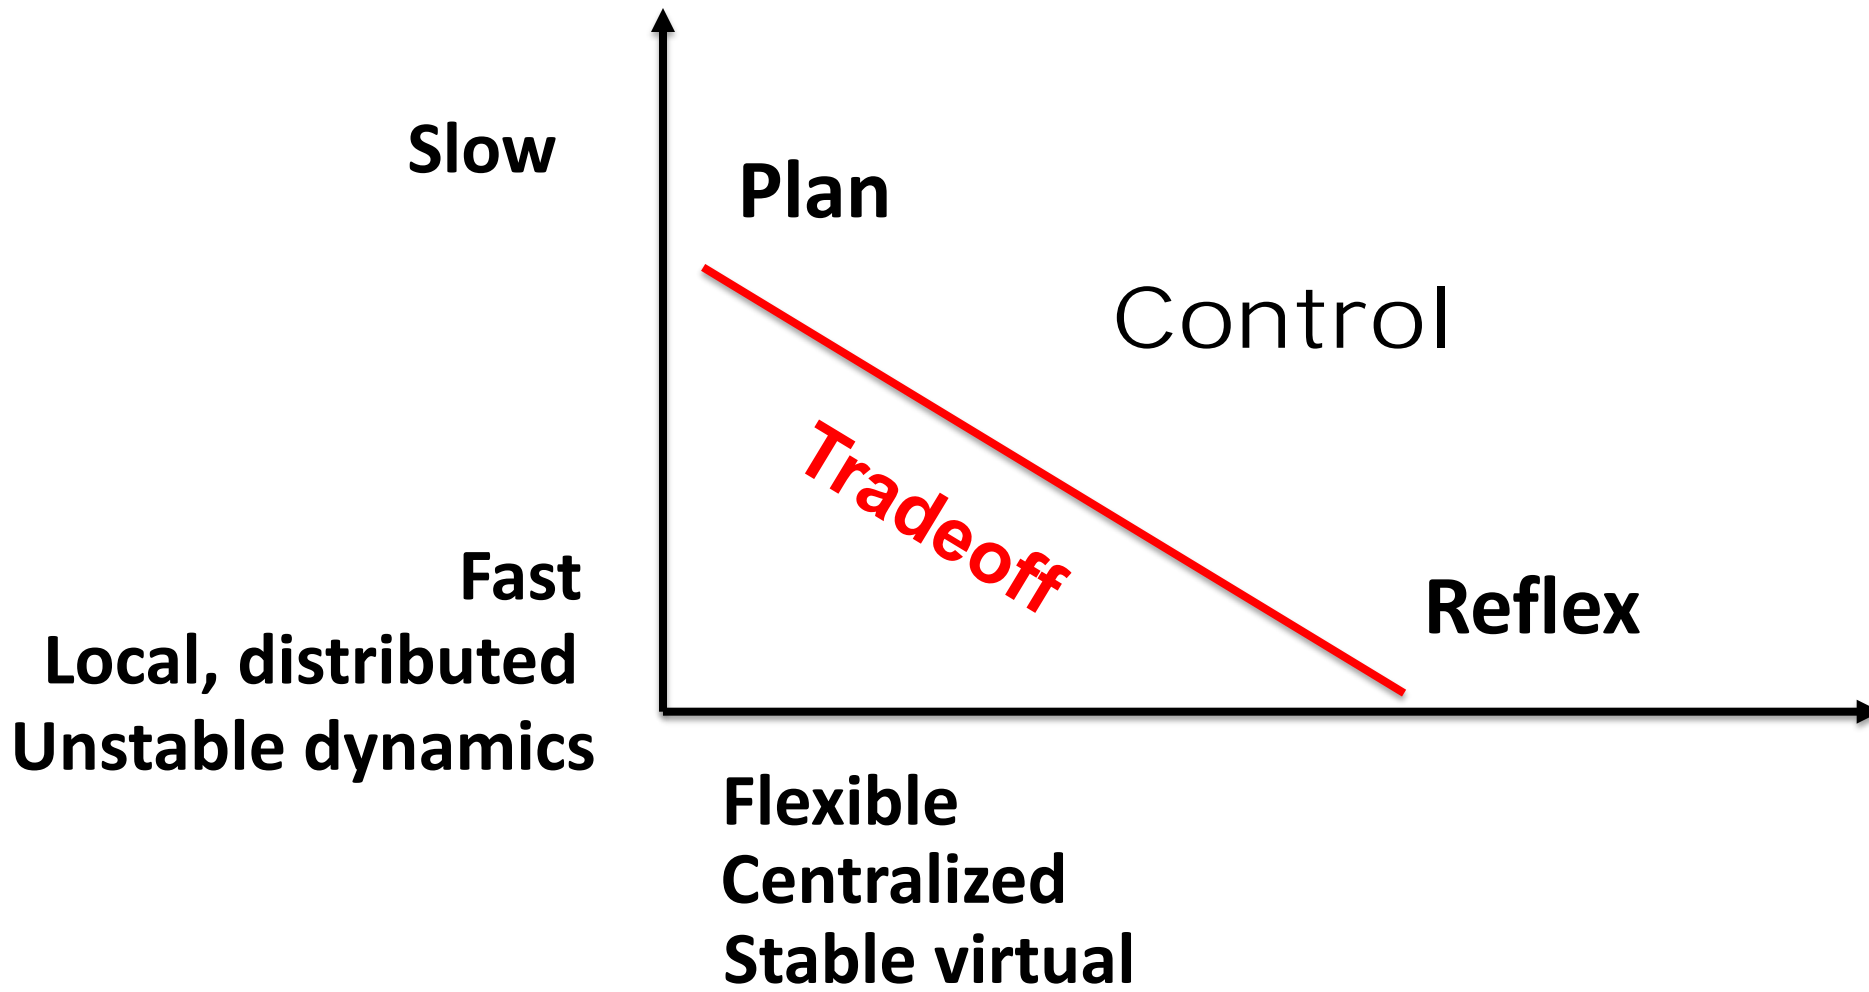 Slow
Plan
Control
Tradeoff
Fast
Reflex
Local, distributed
Unstable dynamics
Flexible
Centralized
Stable virtual